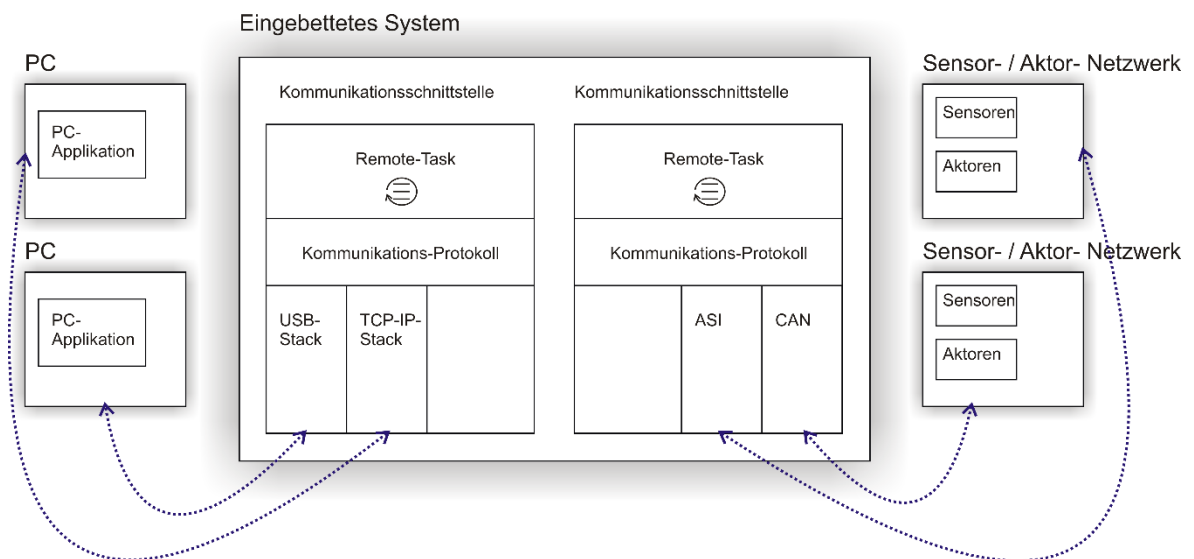 Eingebettetes System
PC
PC-
Applikation
PC
PC-
Applikation
Kommunikationsschnittstelle
Remote-Task
Kommunikations-Protokoll
USB-
Stack
TCP-IP-
Stack
Kommunikationsschnittstelle
Remote-Task
Kommunikations-Protokoll
ASI
CAN
Sensor- / Aktor- Netzwerk
Sensoren
Aktoren
Sensor- / Aktor- Netzwerk
Sensoren
Aktoren